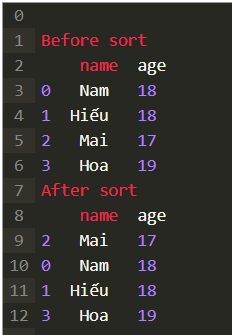 0
1 Before sort
2 name age
3 0 Nam 18
4 1 Hiếu 18
5 2 Mai 17
6 3 Hoa 19
7 After sort
8 name age
9 2 Mai 17
10 0 Nam 18
11 1 Hiếu 18
12 3 Hoa 19